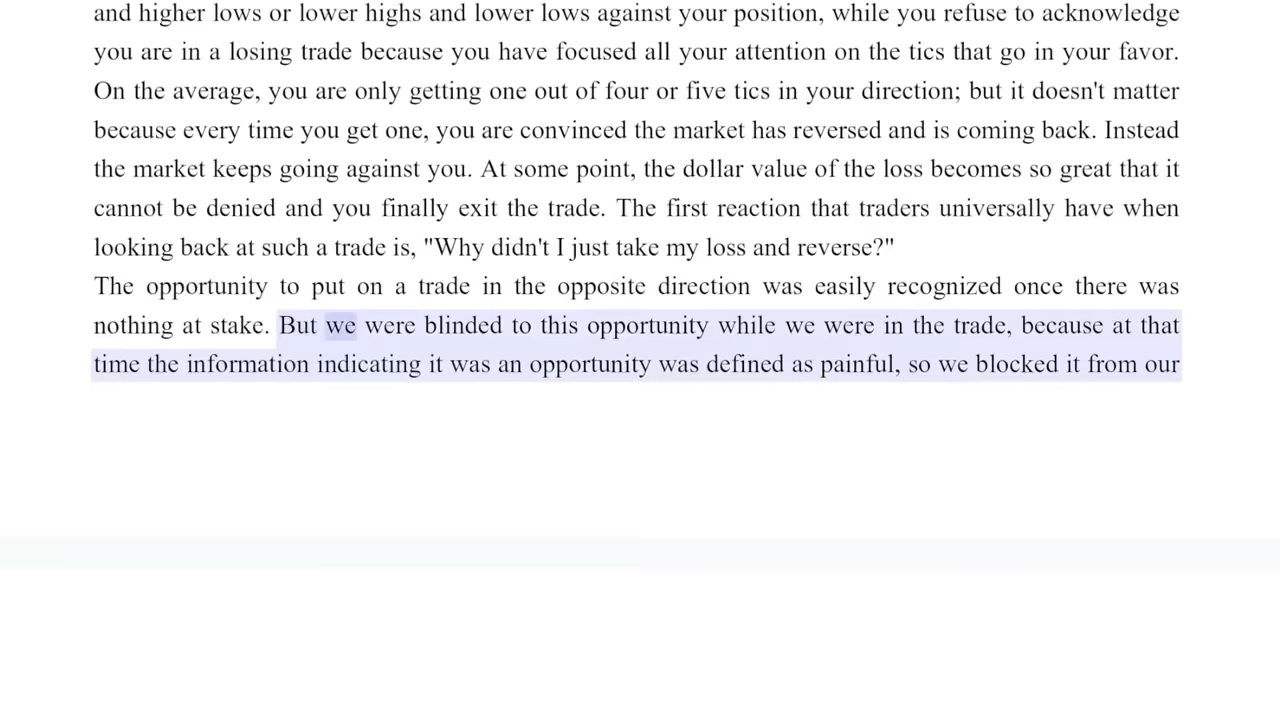 and higher lows or lower highs and lower lows against your position, while you refuse to acknowledge
you are in a losing trade because you have focused all your attention on the tics that go in your favor.
On the average, you are only getting one out of four or five tics in your direction; but it doesn't matter
because every time you get one, you are convinced the market has reversed and is coming back. Instead
the market keeps going against you. At some point, the dollar value of the loss becomes so great that it
cannot be denied and you finally exit the trade. The first reaction that traders universally have when
looking back at such a trade is, "Why didn't I just take my loss and reverse?"
The opportunity to put on a trade in the opposite direction was easily recognized once there was
nothing at stake. But we were blinded to this opportunity while we were in the trade, because at that
time the information indicating it was an opportunity was defined as painful, so we blocked it from our